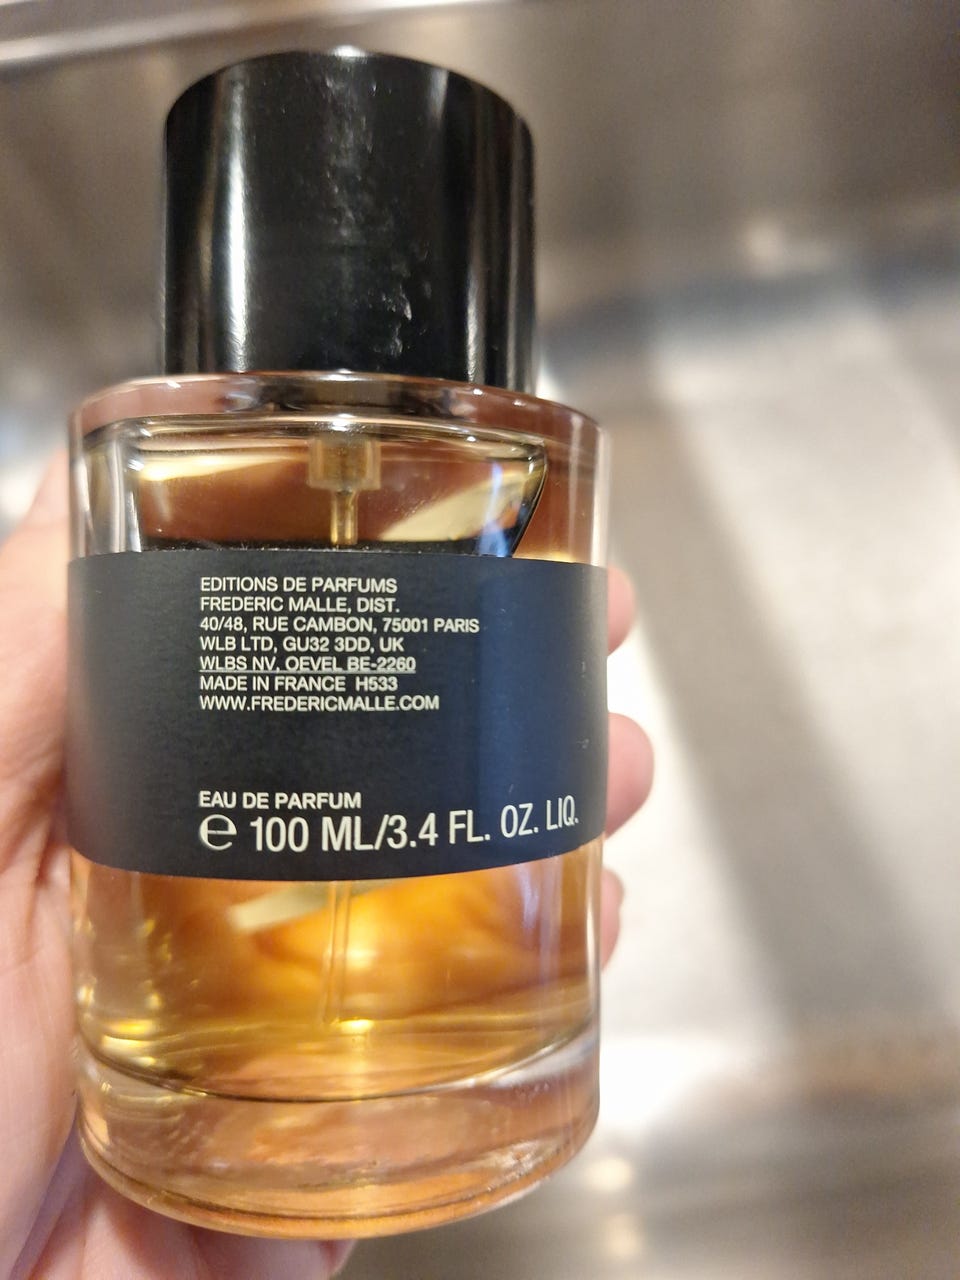 EDITIONS DE PARFUMS
FREDERIC MALLE, DIST.
40/48, RUE CAMBON, 75001 PARIS
WLB LTD, GU32 3DD, UK
WLBS NV, OEVEL BE-2260
MADE IN FRANCE H533
WWW.FREDERICMALLE.COM
EAU DE PARFUM
℮ 100 ML/3.4 FL. OZ. LIQ.